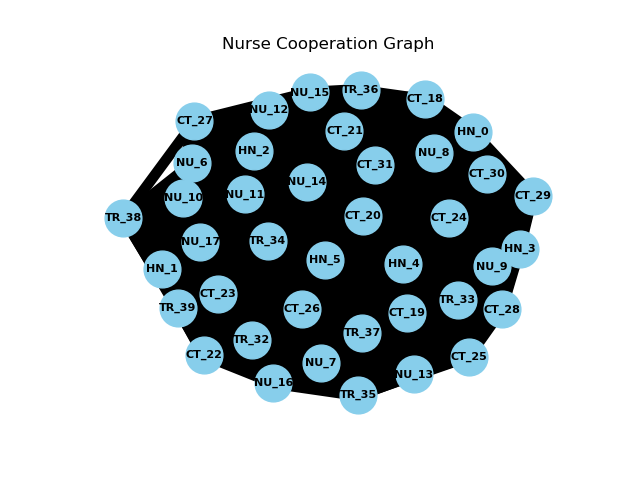 Nurse Cooperation Graph
TR_36
NU_15
CT_18
NU_12
CT_27
CT_21
HN_0
HN_2
NU_8
NU_6
CT_31
CT_30
NU_14
NU_11
CT_29
NU_10
TR_38
CT_20
CT_24
NU_17
TR_34
HN_3
HN_5
HN_4
NU_9
HN_1
CT_23
TR_33
TR_39
CT_26
CT_28
CT_19
TR_37
TR_32
CT_22
CT_25
NU_7
NU_13
NU_16
TR_35